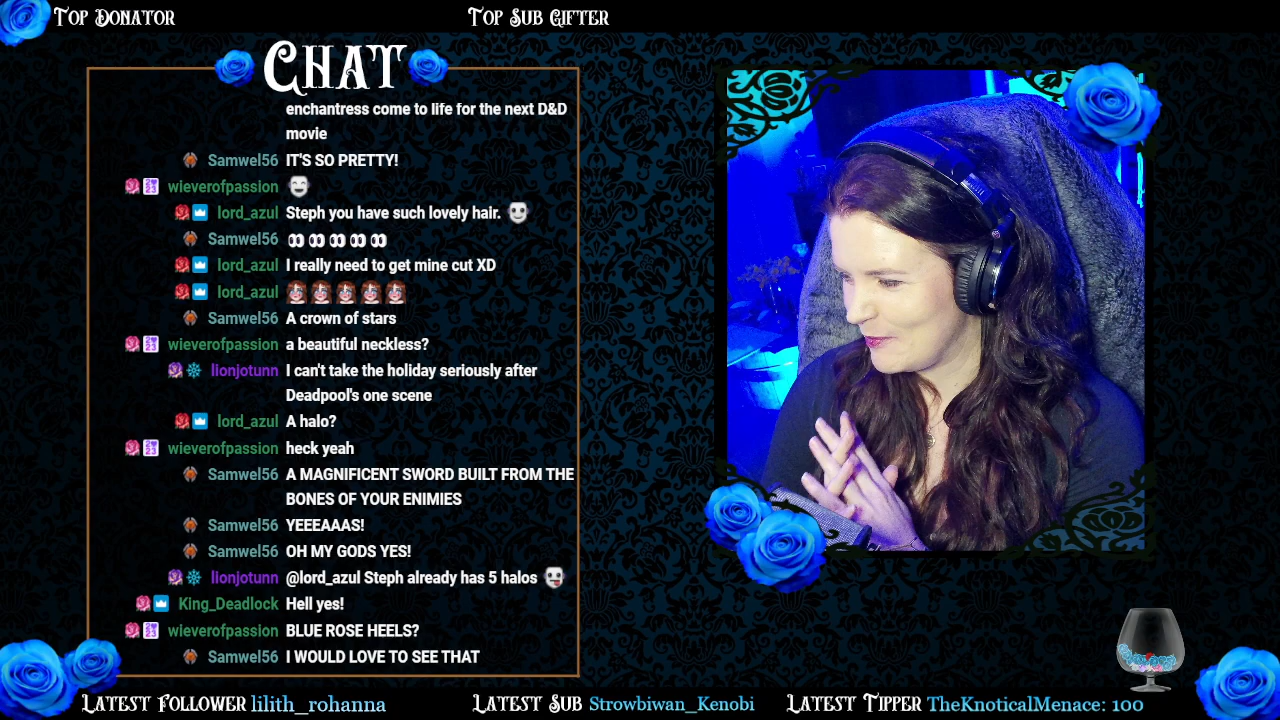 Top Donator
Top Sub Gifter
Chat
enchantress come to life for the next D&D
movie
Samwel56 IT'S SO PRETTY!
wieverofpassion
lord_azul Steph you have such lovely hair.
Samwel56
lord_azul I really need to get mine cut XD
lord_azul
Samwel56 A crown of stars
wieverofpassion a beautiful neckless?
lionjotunn I can't take the holiday seriously after
Deadpool's one scene
lord_azul A halo?
wieverofpassion heck yeah
Samwel56 A MAGNIFICENT SWORD BUILT FROM THE
BONES OF YOUR ENIMIES
Samwel56 YEEEAAAS!
Samwel56 OH MY GODS YES!
lionjotunn @lord_azul Steph already has 5 halos
King_Deadlock Hell yes!
wieverofpassion BLUE ROSE HEELS?
Samwel56 I WOULD LOVE TO SEE THAT
Latest Follower lilith_rohanna
Latest Sub Strowbiwan_Kenobi
Latest Tipper TheKnoticalMenace: 100